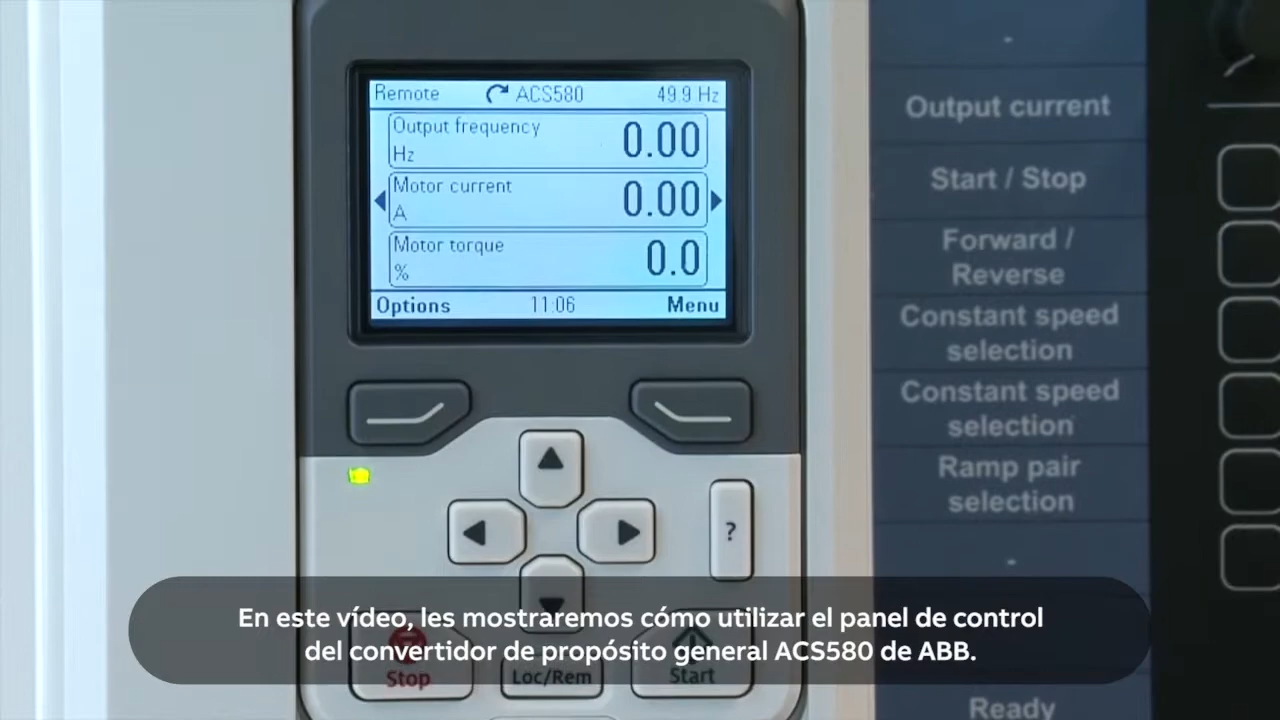 Remote ACS580 49.9 Hz
Output frequency
Hz
0.00
Motor current
A
0.00
Motor torque
%
0.0
Options 11:06 Menu
?
Stop Loc/Rem Start
-
Output current
Start / Stop
Forward /
Reverse
Constant speed
selection
Constant speed
selection
Ramp pair
selection
-
Ready
En este vídeo, les mostraremos cómo utilizar el panel de control
del convertidor de propósito general ACS580 de ABB.